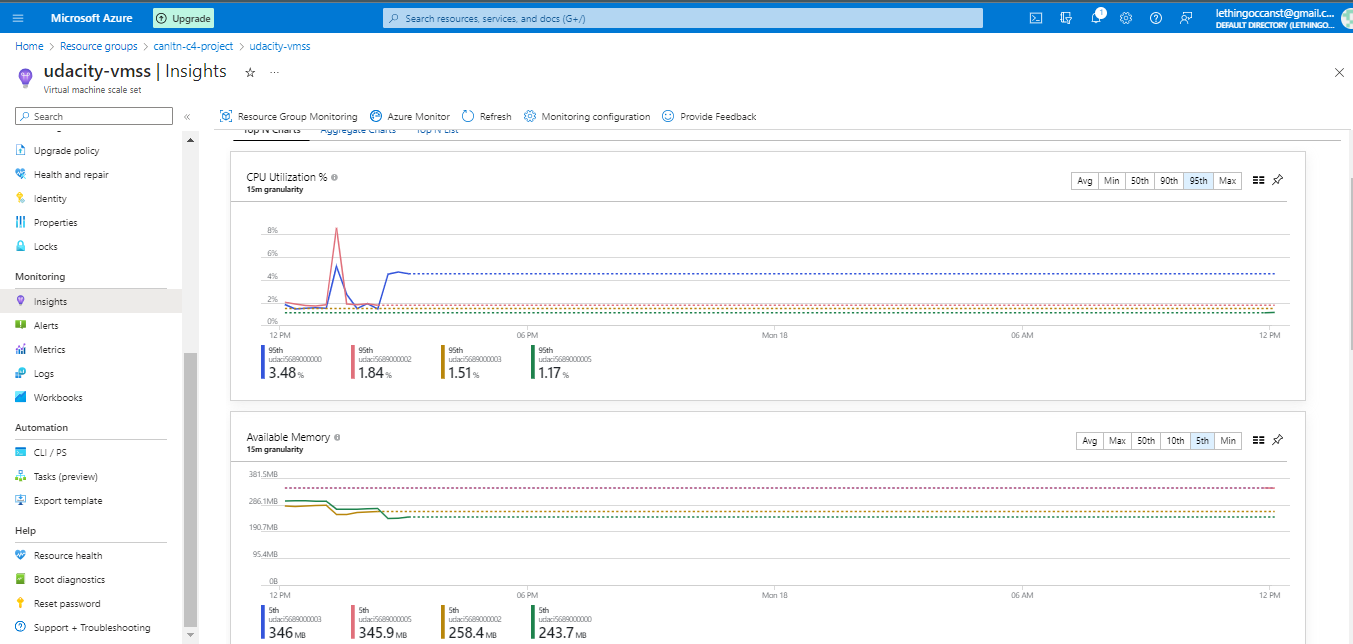 Microsoft Azure
Upgrade
Search resources, services, and docs (G+/)
1
lethingoccanst@gmail.c...
DEFAULT DIRECTORY (LETHINGO...
Home > Resource groups > canltn-c4-project > udacity-vmss
udacity-vmss | Insights
Virtual machine scale set
Search
«
Resource Group Monitoring
Azure Monitor
Refresh
Monitoring configuration
Provide Feedback
Top N Charts
Aggregate Charts
Top N List
Upgrade policy
Health and repair
Identity
Properties
Locks
Monitoring
Insights
Alerts
Metrics
Logs
Workbooks
Automation
CLI / PS
Tasks (preview)
Export template
Help
Resource health
Boot diagnostics
Reset password
Support + Troubleshooting
CPU Utilization %
15m granularity
Avg Min 50th 90th 95th Max
8%
6%
4%
2%
0%
12 PM 06 PM Mon 18 06 AM 12 PM
95th
udaci5689000000
3.48 %
95th
udaci5689000002
1.84 %
95th
udaci5689000003
1.51 %
95th
udaci5689000005
1.17 %
Available Memory
15m granularity
Avg Max 50th 10th 5th Min
381.5MB
286.1MB
190.7MB
95.4MB
0B
12 PM 06 PM Mon 18 06 AM 12 PM
5th
udaci5689000003
346 MB
5th
udaci5689000005
345.9 MB
5th
udaci5689000002
258.4 MB
5th
udaci5689000000
243.7 MB